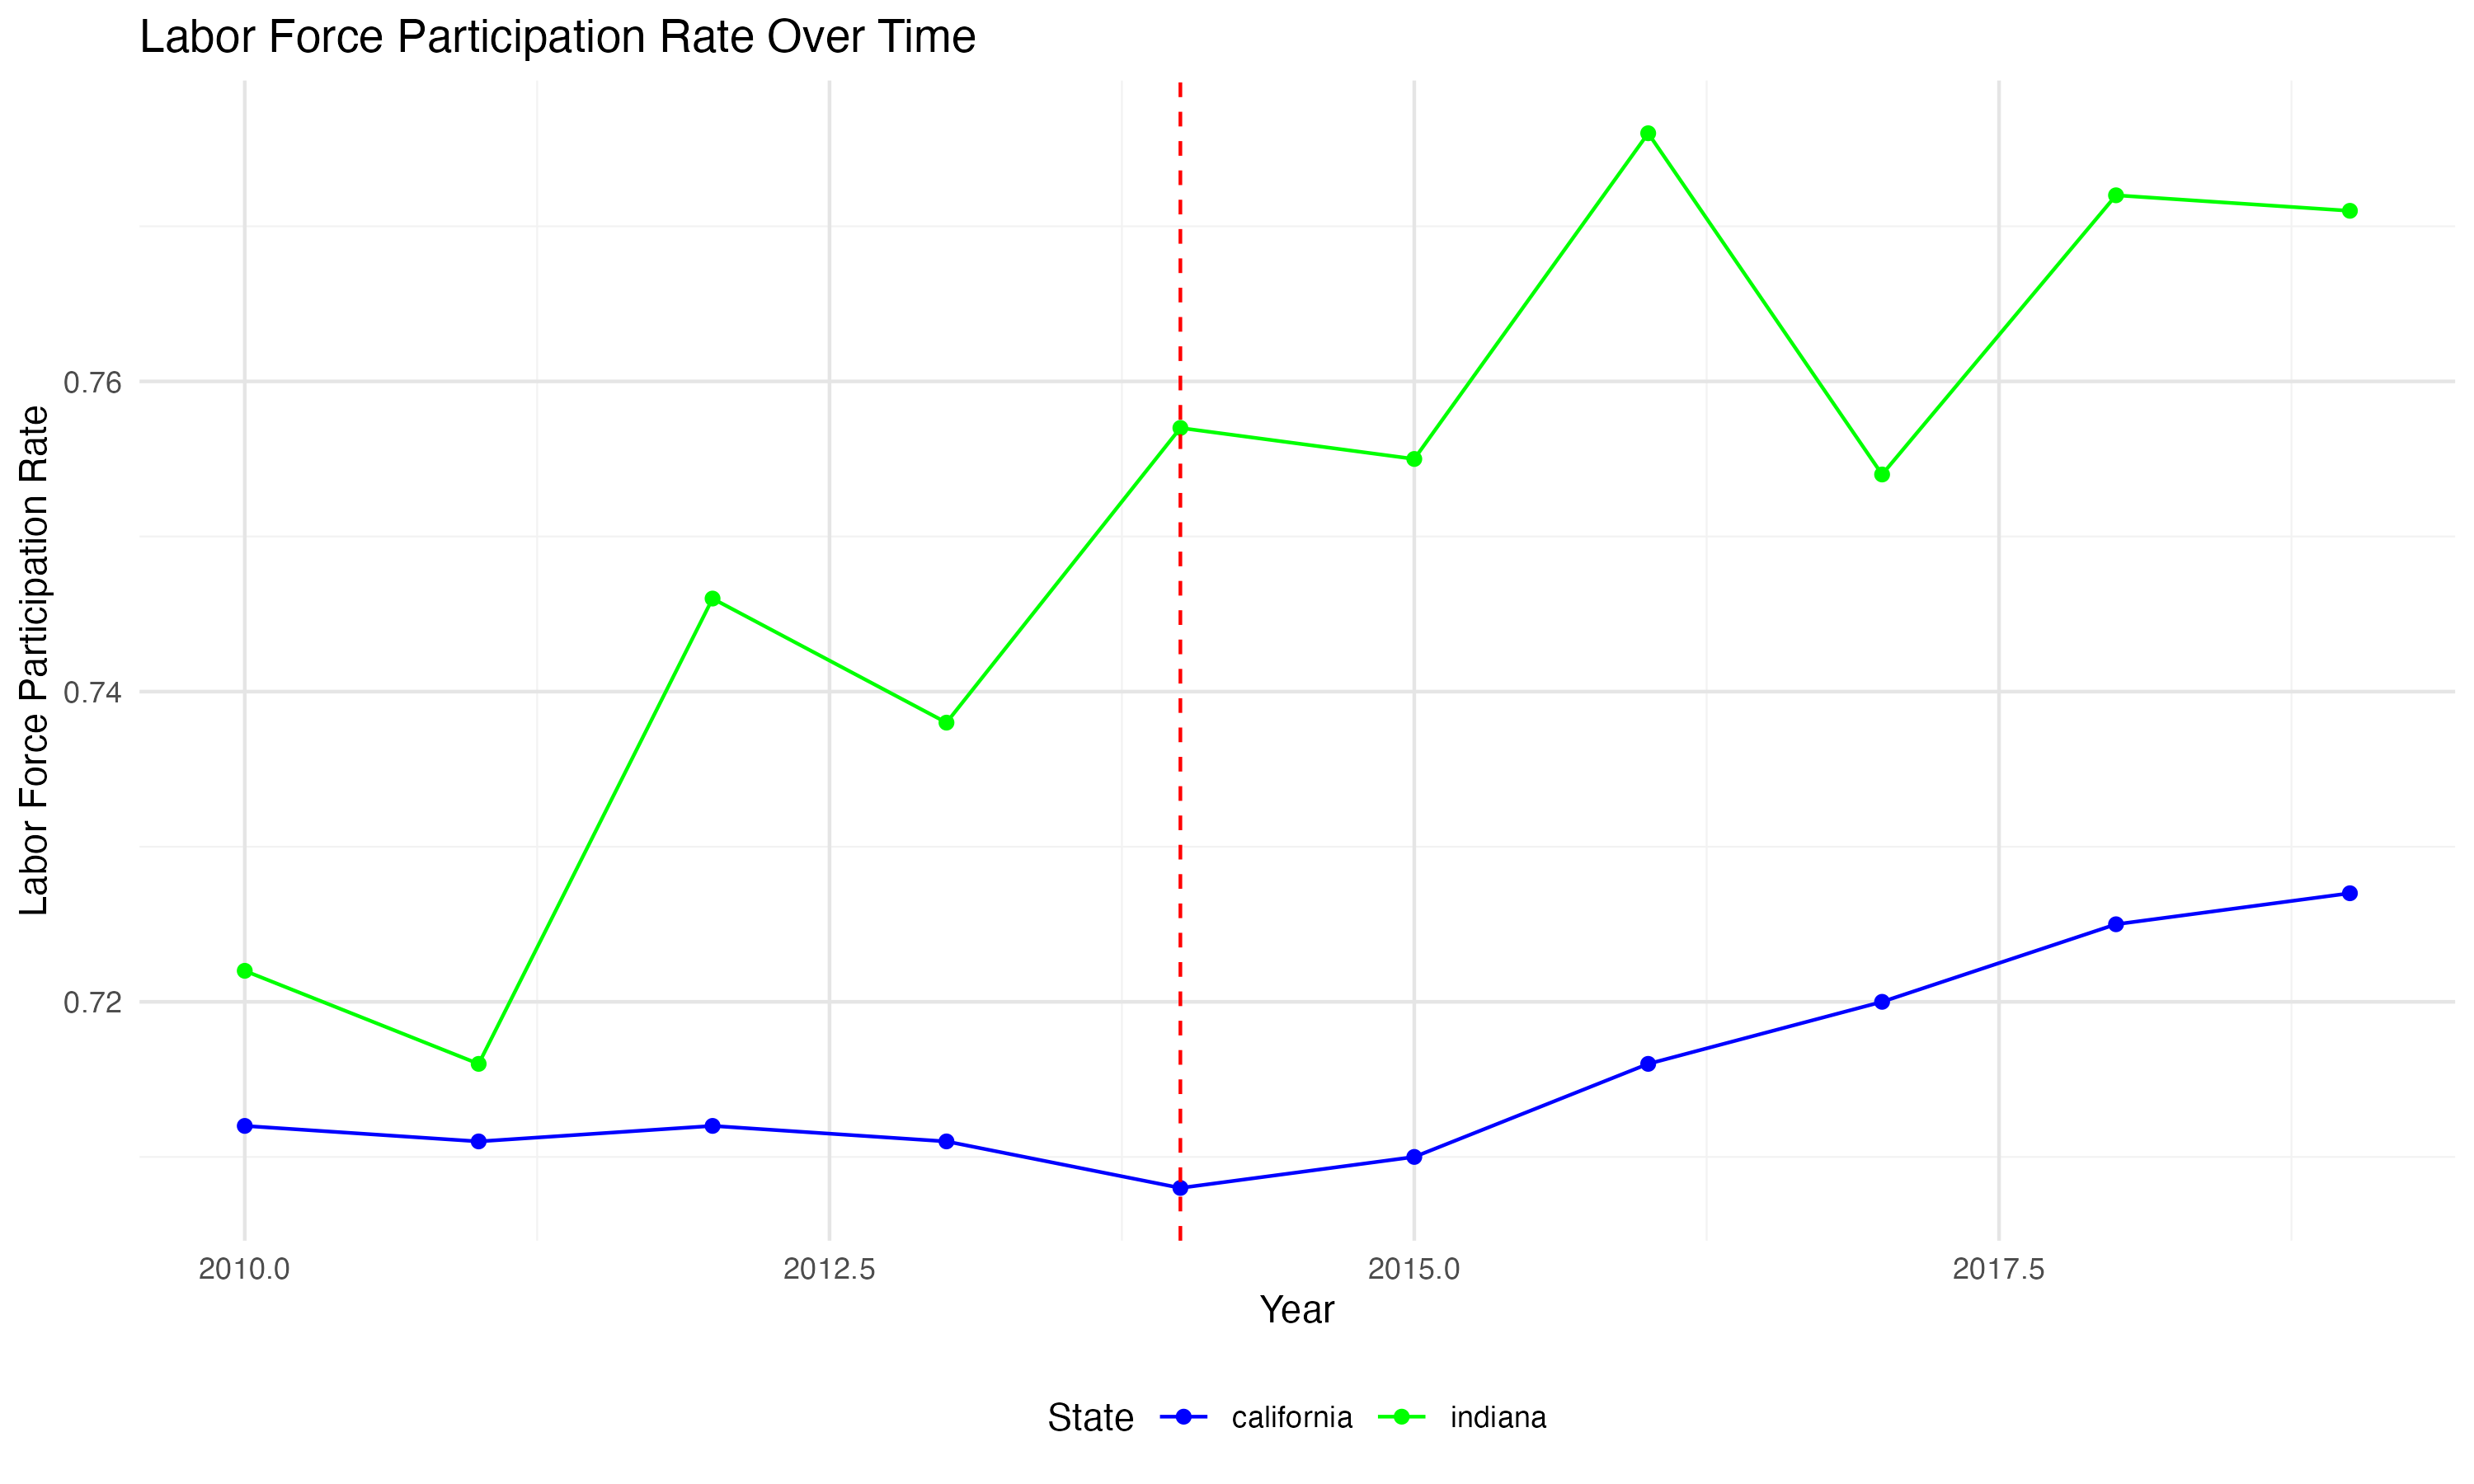 Labor Force Participation Rate Over Time
Labor Force Participation Rate
0.76
0.74
0.72
2010.0 2012.5 2015.0 2017.5
Year
State california indiana